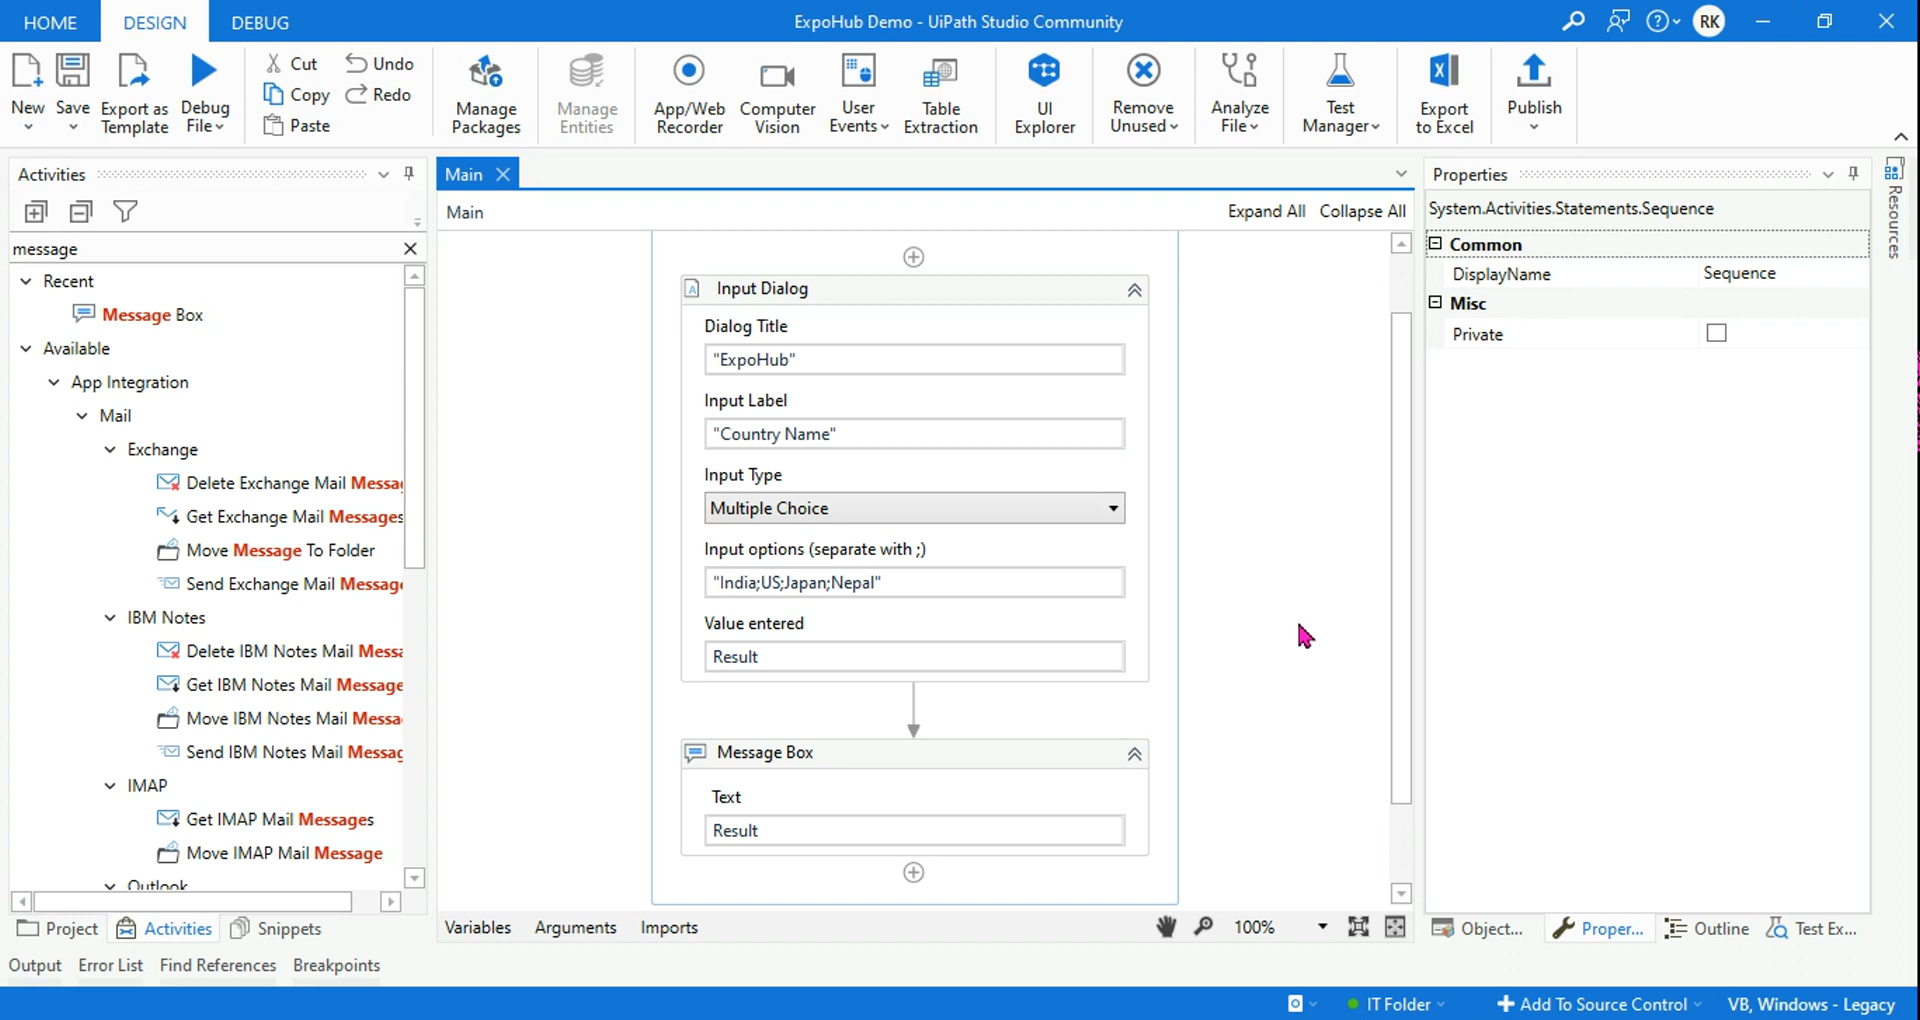 HOME DESIGN DEBUG ExpoHub Demo - UiPath Studio Community RK
New
Save
Export as Template
Debug File
Cut
Copy
Paste
Undo
Redo
Manage Packages
Manage Entities
App/Web Recorder
Computer Vision
User Events
Table Extraction
UI Explorer
Remove Unused
Analyze File
Test Manager
Export to Excel
Publish
Activities
message
Recent
Message Box
Available
App Integration
Mail
Exchange
Delete Exchange Mail Messa
Get Exchange Mail Messages
Move Message To Folder
Send Exchange Mail Message
IBM Notes
Delete IBM Notes Mail Messa
Get IBM Notes Mail Message
Move IBM Notes Mail Messa
Send IBM Notes Mail Messag
IMAP
Get IMAP Mail Messages
Move IMAP Mail Message
Outlook
Project Activities Snippets
Main
Main Expand All Collapse All
Input Dialog
Dialog Title
"ExpoHub"
Input Label
"Country Name"
Input Type
Multiple Choice
Input options (separate with ;)
"India;US;Japan;Nepal"
Value entered
Result
Message Box
Text
Result
Variables Arguments Imports 100%
Properties
System.Activities.Statements.Sequence
Common
DisplayName Sequence
Misc
Private
Object... Proper... Outline Test Ex...
Resources
Output Error List Find References Breakpoints
IT Folder Add To Source Control VB, Windows - Legacy